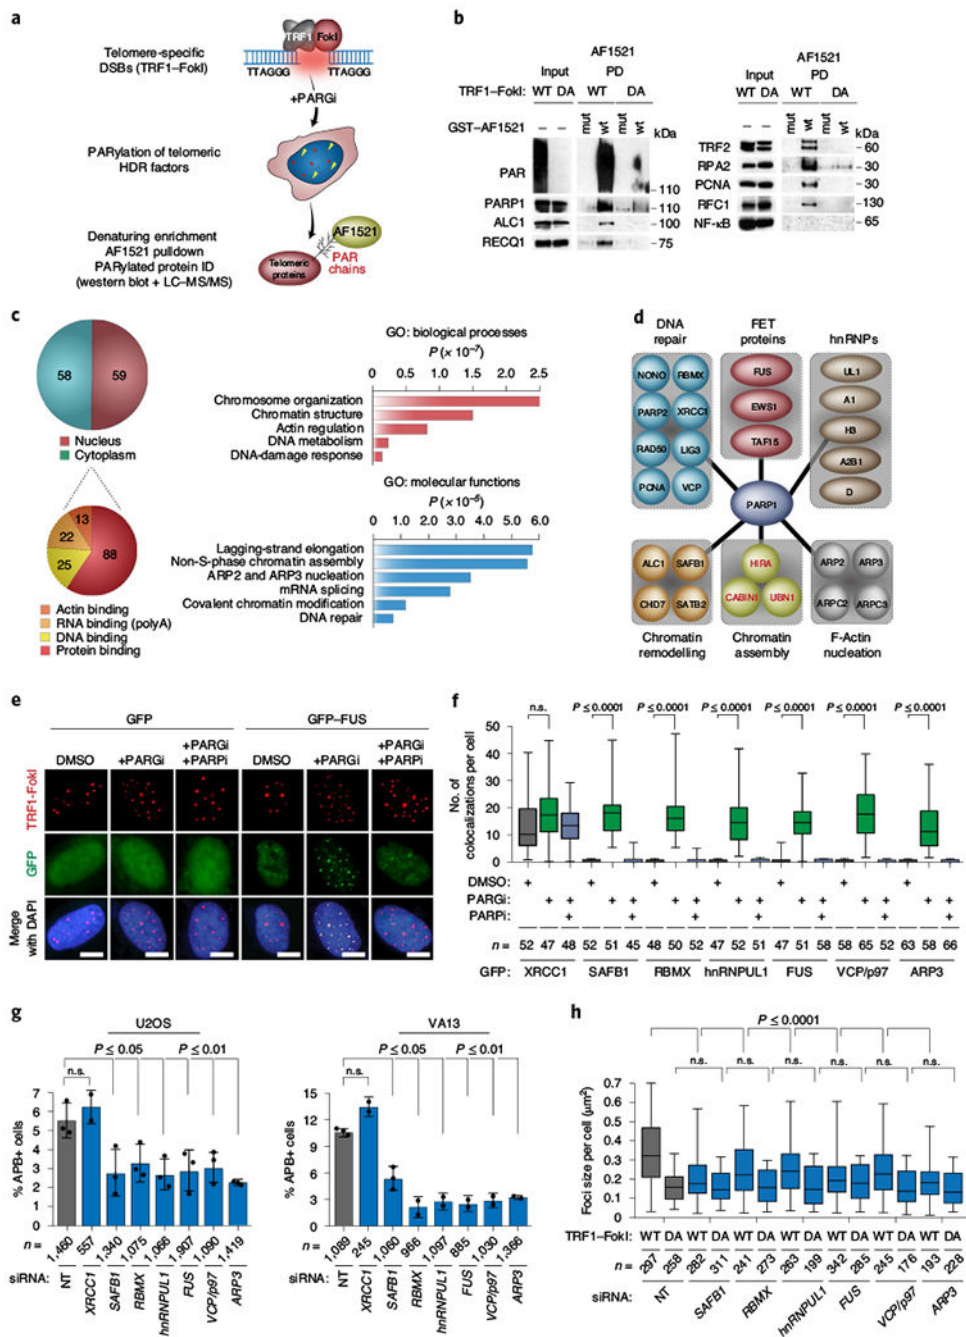 a
Telomere-specific
DSBs (TRF1–FokI)
TRF1
FokI
TTAGGG
TTAGGG
+PARGi
PARylation of telomeric
HDR factors
Denaturing enrichment
AF1521 pulldown
PARylated protein ID
(western blot + LC–MS/MS)
AF1521
PAR
chains
Telomeric
proteins
b
Input
AF1521
PD
TRF1–FokI: WT DA WT DA
GST–AF1521 – – mut wt mut wt kDa
PAR
110
PARP1 110
ALC1 100
RECQ1 75
Input
AF1521
PD
WT DA WT DA
– – mut wt mut wt kDa
TRF2 60
RPA2 30
PCNA 30
RFC1 130
NF-κB 65
c
58
59
Nucleus
Cytoplasm
13
22
25
88
Actin binding
RNA binding (polyA)
DNA binding
Protein binding
GO: biological processes
P (× 10–7)
0 0.5 1.0 1.5 2.0 2.5
Chromosome organization
Chromatin structure
Actin regulation
DNA metabolism
DNA-damage response
GO: molecular functions
P (× 10–5)
0 1.0 2.0 3.0 4.0 5.0 6.0
Lagging-strand elongation
Non-S-phase chromatin assembly
ARP2 and ARP3 nucleation
mRNA splicing
Covalent chromatin modification
DNA repair
d
DNA
repair
FET
proteins
hnRNPs
NONO RBMX
PARP2 XRCC1
RAD50 LIG3
PCNA VCP
FUS
EWS1
TAF15
UL1
A1
H3
A2B1
D
PARP1
ALC1 SAFB1
CHD7 SATB2
HIRA
CABIN1 UBN1
ARP2 ARP3
ARPC2 ARPC3
Chromatin
remodelling
Chromatin
assembly
F-Actin
nucleation
e
GFP
GFP–FUS
DMSO +PARGi +PARGi
+PARPi DMSO +PARGi +PARGi
+PARPi
TRF1-FokI
GFP
Merge
with DAPI
f
n.s. P ≤ 0.0001 P ≤ 0.0001 P ≤ 0.0001 P ≤ 0.0001 P ≤ 0.0001 P ≤ 0.0001
No. of
colocalizations per cell
50
40
30
20
10
0
DMSO: + + + + + + +
PARGi: + + + + + + + + + + + + + +
PARPi: + + + + + + +
n = 52 47 48 52 51 45 48 50 52 47 52 51 47 51 58 58 65 52 63 58 66
GFP: XRCC1 SAFB1 RBMX hnRNPUL1 FUS VCP/p97 ARP3
g
U2OS
P ≤ 0.05 P ≤ 0.01
n.s.
% APB+ cells
7
6
5
4
3
2
1
0
n = 1,460 557 1,340 1,075 1,066 1,907 1,090 1,419
siRNA: NT XRCC1 SAFB1 RBMX hnRNPUL1 FUS VCP/p97 ARP3
VA13
P ≤ 0.05 P ≤ 0.01
n.s.
% APB+ cells
15
12
9
6
3
0
n = 1,089 245 1,060 966 1,097 885 1,030 1,366
siRNA: NT XRCC1 SAFB1 RBMX hnRNPUL1 FUS VCP/p97 ARP3
h
P ≤ 0.0001
n.s. n.s. n.s. n.s. n.s. n.s.
Foci size per cell (μm²)
0.7
0.6
0.5
0.4
0.3
0.2
0.1
0
TRF1–FokI: WT DA WT DA WT DA WT DA WT DA WT DA WT DA
n = 297 258 282 311 241 273 263 199 342 285 245 176 193 228
siRNA: NT SAFB1 RBMX hnRNPUL1 FUS VCP/p97 ARP3